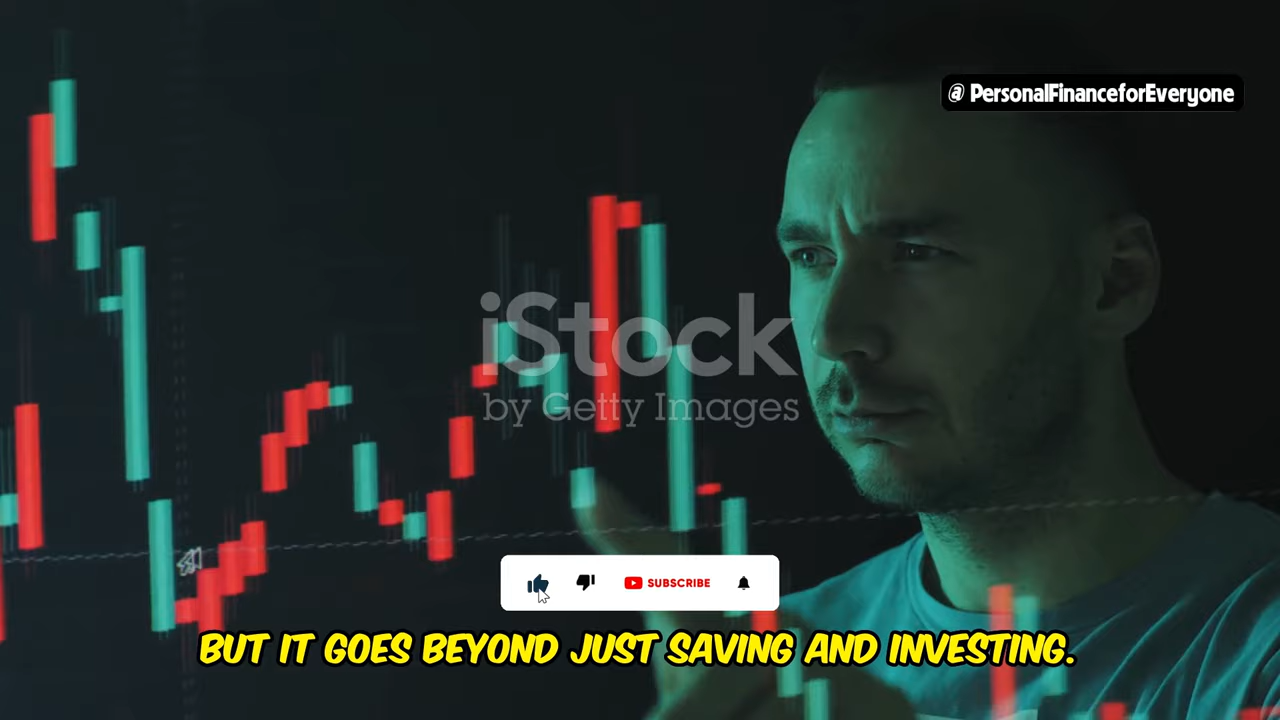 @ PersonalFinanceforEveryone
iStock
by Getty Images
SUBSCRIBE
BUT IT GOES BEYOND JUST SAVING AND INVESTING.